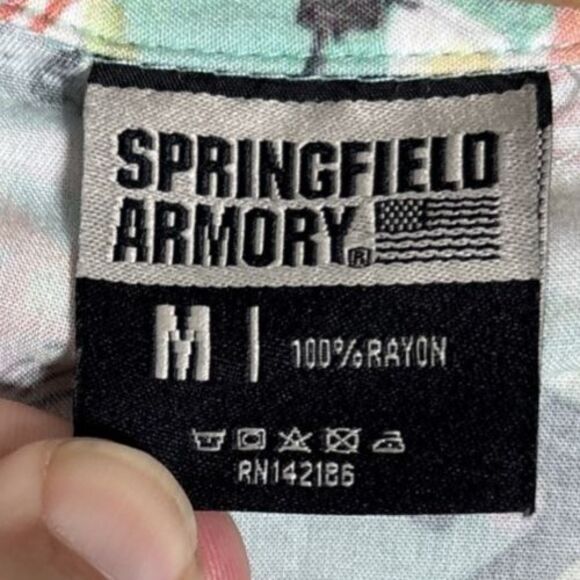 SPRINGFIELD
ARMORY®
M | 100%RAYON
RN142186